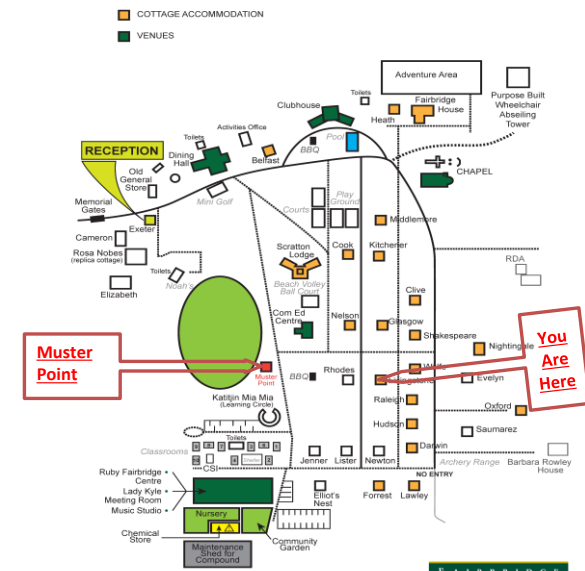 COTTAGE ACCOMMODATION
VENUES
Adventure Area
Purpose Built
Wheelchair
Abseiling
Tower
Toilets
Clubhouse
Fairbridge
House
Heath
Activities Office
Pool
BBQ
Toilets
Belfast
RECEPTION
Dining
Hall
CHAPEL
Old
General
Store
Mini Golf
Play
Ground
Courts
Memorial
Gates
Exeter
Middlemore
Cameron
Rosa Nobes
(replica cottage)
Scratton
Lodge
Cook
Kitchener
RDA
Toilets
Noah's
Elizabeth
Beach Volley
Ball Court
Clive
Com Ed
Centre
Nelson
Glasgow
Shakespeare
Nightingale
You
Are
Here
Muster
Point
Muster
Point
BBQ
Rhodes
Evelyn
Katitjin Mia Mia
(Learning Circle)
Raleigh
Oxford
Hudson
Saumarez
Toilets
Classrooms
Darwin
CSI
Jenner
Lister
Newton
Archery Range
Barbara Rowley
House
NO ENTRY
Ruby Fairbridge
Centre
Lady Kyle
Meeting Room
Music Studio
Elliot's
Nest
Forrest
Lawley
Nursery
Chemical
Store
Community
Garden
Maintenance
Shed for
Compound